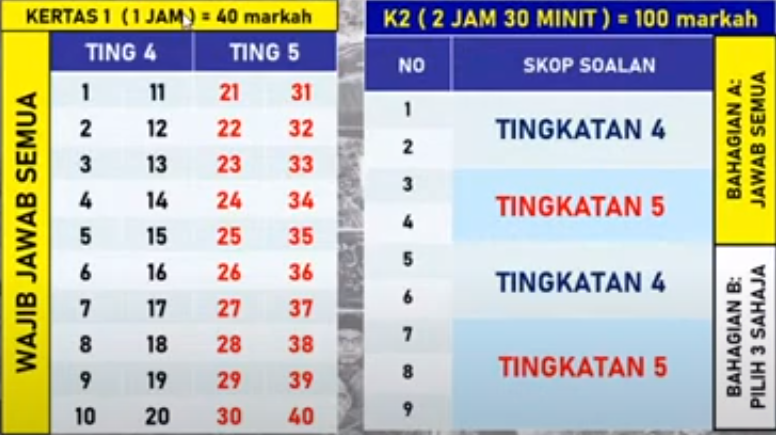 KERTAS 1 ( 1 JAM ) = 40 markah
TING 4 TING 5
1 11 21 31
2 12 22 32
3 13 23 33
4 14 24 34
5 15 25 35
6 16 26 36
7 17 27 37
8 18 28 38
9 19 29 39
10 20 30 40
WAJIB JAWAB SEMUA
K2 ( 2 JAM 30 MINIT ) = 100 markah
NO SKOP SOALAN
1
TINGKATAN 4
2
3
TINGKATAN 5
4
5
TINGKATAN 4
6
7
8 TINGKATAN 5
9
BAHAGIAN A:
JAWAB SEMUA
BAHAGIAN B:
PILIH 3 SAHAJA